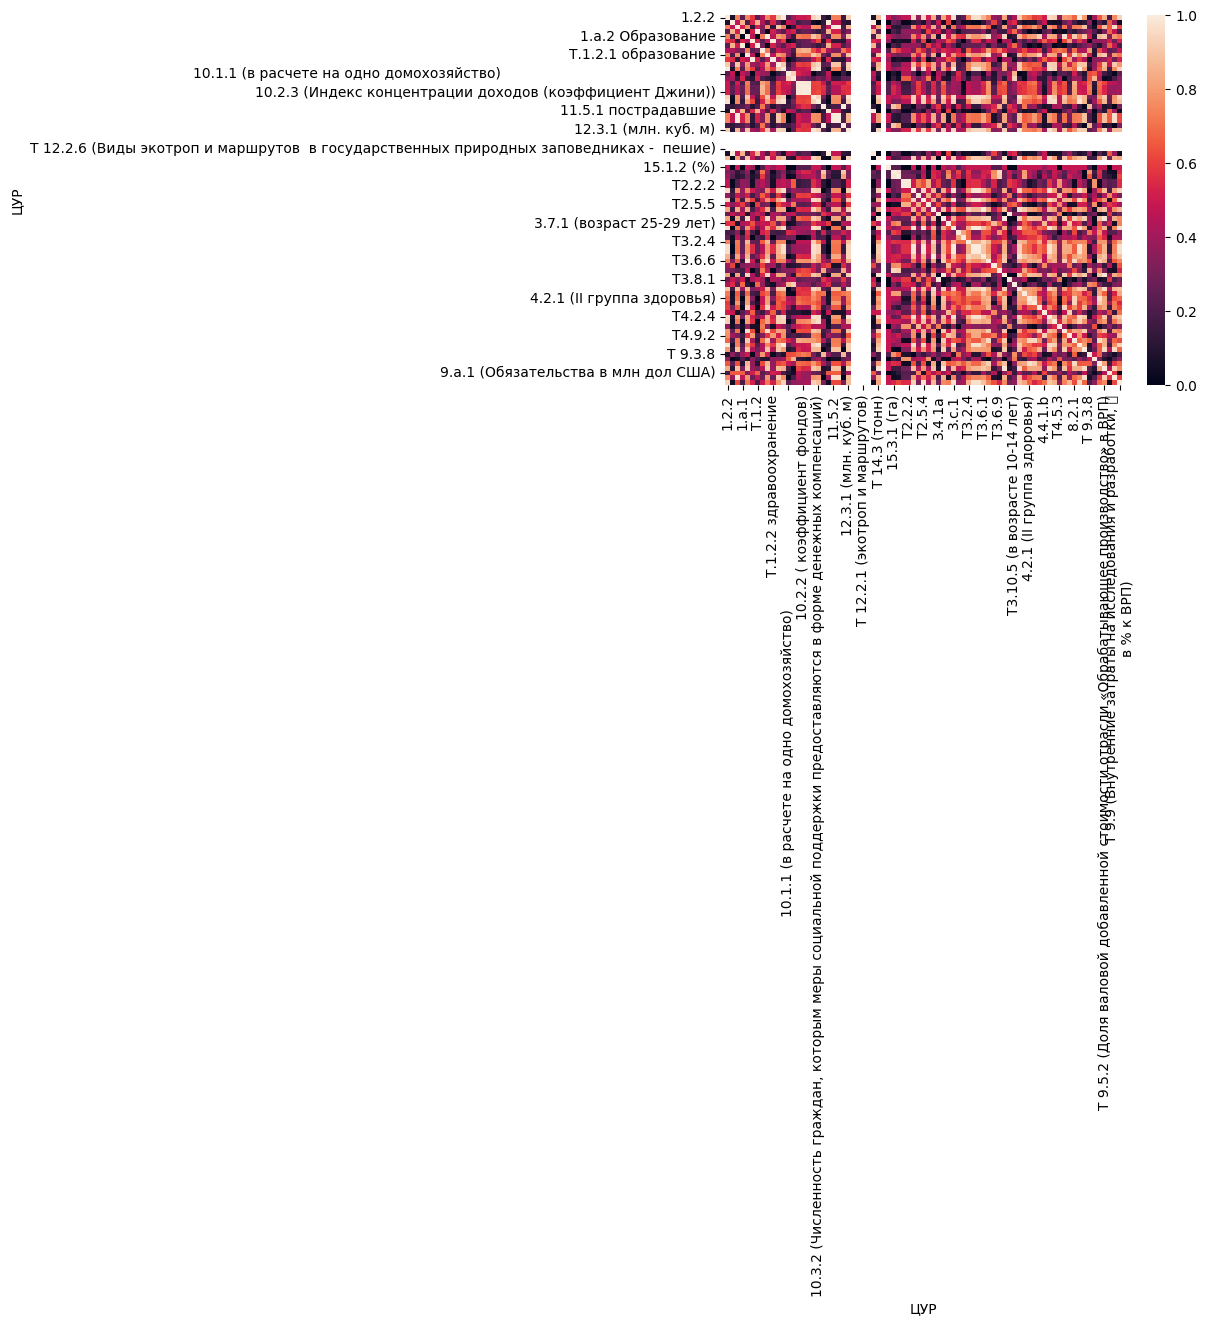 1.2.2
1.a.2 Образование
Т.1.2.1 образование
10.1.1 (в расчете на одно домохозяйство)
10.2.3 (Индекс концентрации доходов (коэффициент Джини))
11.5.1 пострадавшие
12.3.1 (млн. куб. м)
Т 12.2.6 (Виды экотроп и маршрутов  в государственных природных заповедниках -  пешие)
15.1.2 (%)
Т2.2.2
Т2.5.5
3.7.1 (возраст 25-29 лет)
Т3.2.4
Т3.6.6
Т3.8.1
4.2.1 (II группа здоровья)
Т4.2.4
Т4.9.2
Т 9.3.8
9.a.1 (Обязательства в млн дол США)
ЦУР
1.0
0.8
0.6
0.4
0.2
0.0
1.2.2
1.a.1
Т.1.2
Т.1.2.2 здравоохранение
10.1.1 (в расчете на одно домохозяйство)
10.2.2 ( коэффициент фондов)
10.3.2 (Численность граждан, которым меры социальной поддержки предоставляются в форме денежных компенсаций)
11.5.2
12.3.1 (млн. куб. м)
Т 12.2.1 (экотроп и маршрутов)
Т 14.3 (тонн)
15.3.1 (га)
Т2.2.2
Т2.5.4
3.4.1a
3.c.1
Т3.2.4
Т3.6.1
Т3.6.9
Т3.10.5 (в возрасте 10-14 лет)
4.2.1 (II группа здоровья)
4.4.1.b
Т4.5.3
8.2.1
Т 9.3.8
Т 9.5.2 (Доля валовой добавленной стоимости отрасли «Обрабатывающее производство» в ВРП)
Т 9.9 (Внутренние затраты на исследования и разработки,
в % к ВРП)
ЦУР